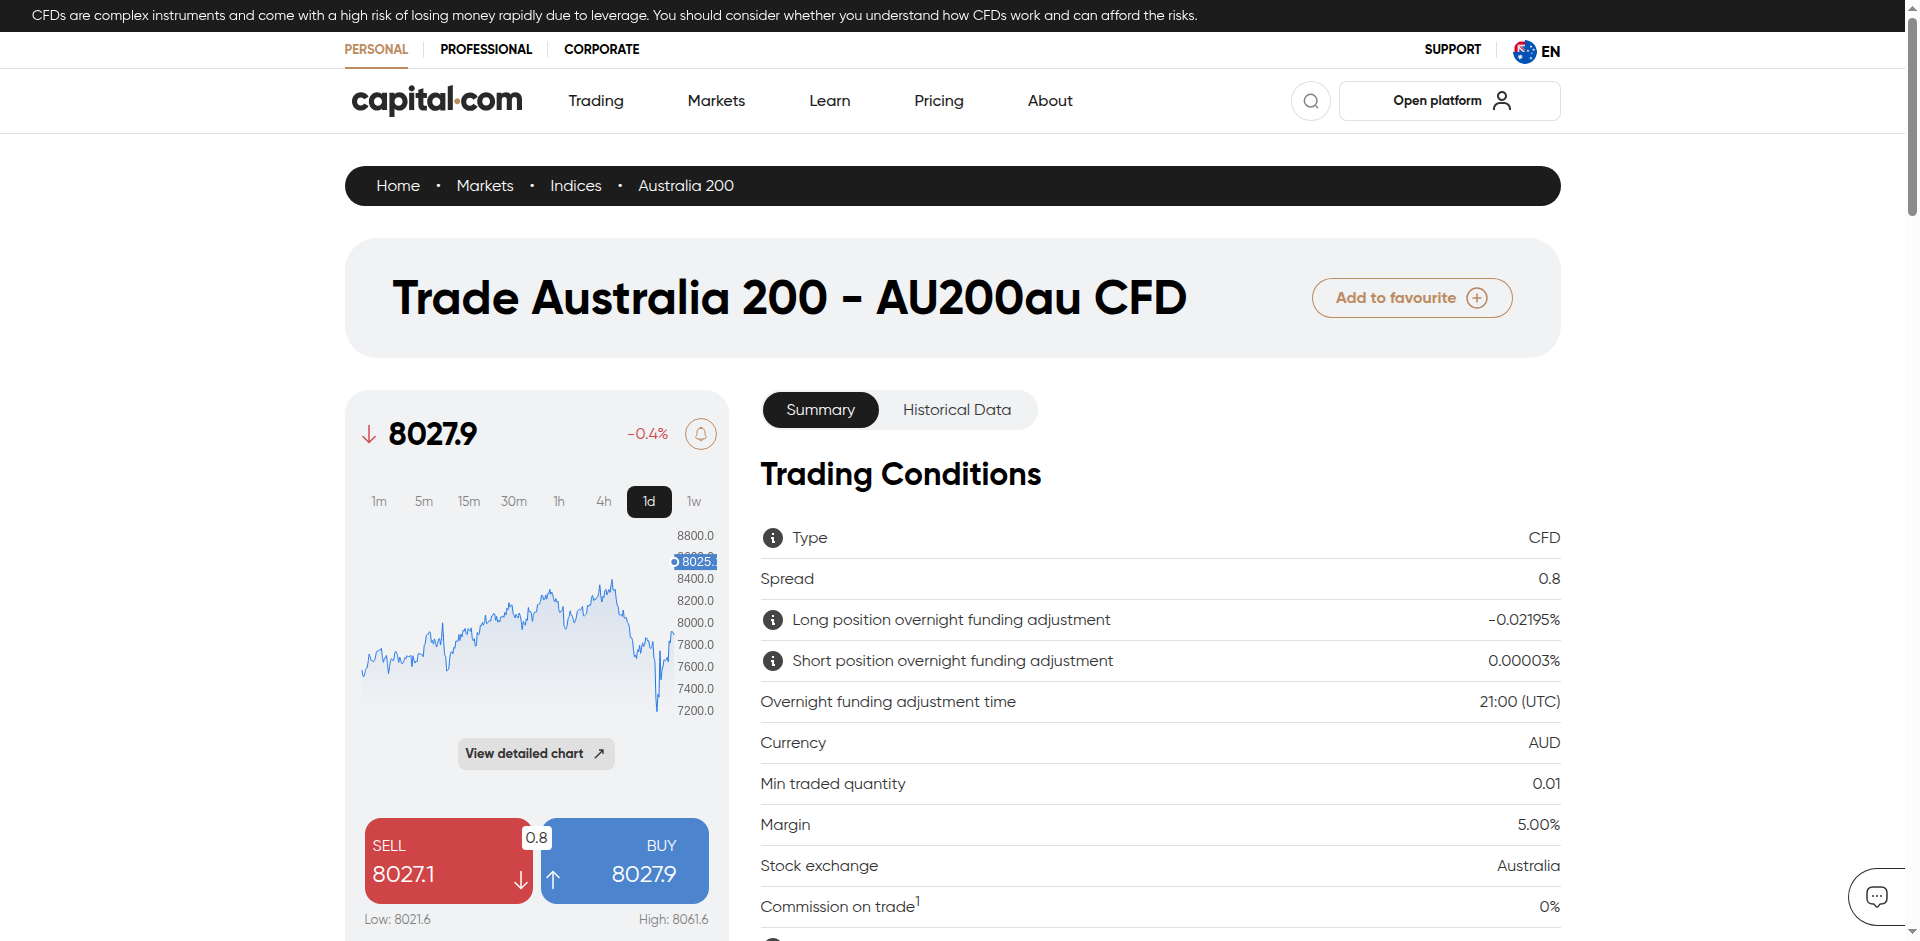 CFDs are complex instruments and come with a high risk of losing money rapidly due to leverage. You should consider whether you understand how CFDs work and can afford the risks.
PERSONAL PROFESSIONAL CORPORATE SUPPORT EN
capital.com Trading Markets Learn Pricing About Open platform
Home • Markets • Indices • Australia 200
Trade Australia 200 - AU200au CFD Add to favourite
8027.9 -0.4%
1m 5m 15m 30m 1h 4h 1d 1w
8800.0
8025.
8400.0
8200.0
8000.0
7800.0
7600.0
7400.0
7200.0
View detailed chart
SELL 0.8 BUY
8027.1 8027.9
Low: 8021.6 High: 8061.6
Summary Historical Data
Trading Conditions
Type CFD
Spread 0.8
Long position overnight funding adjustment -0.02195%
Short position overnight funding adjustment 0.00003%
Overnight funding adjustment time 21:00 (UTC)
Currency AUD
Min traded quantity 0.01
Margin 5.00%
Stock exchange Australia
Commission on trade1 0%